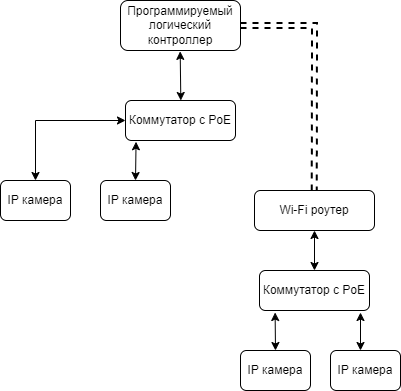 Программируемый
логический
контроллер
Коммутатор с PoE
IP камера
IP камера
Wi-Fi роутер
Коммутатор с PoE
IP камера
IP камера